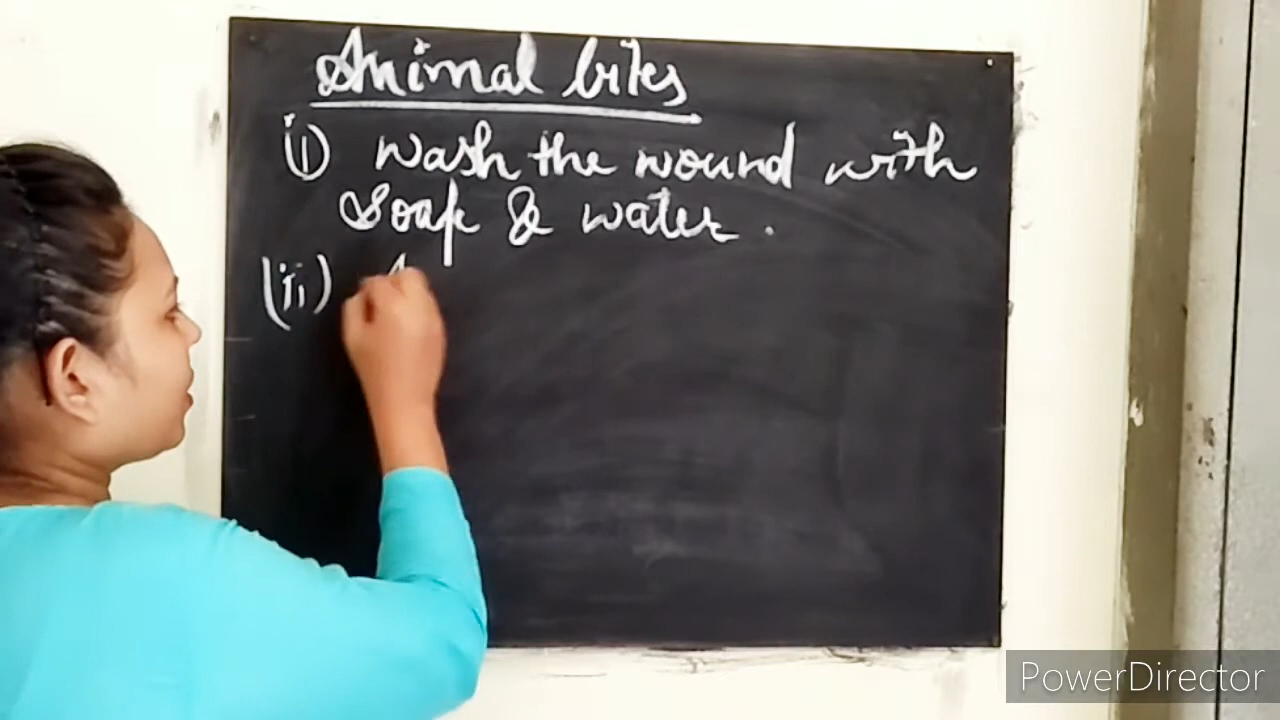 Animal bites
(i) Wash the wound with
Soap & water.
(ii) A
PowerDirector